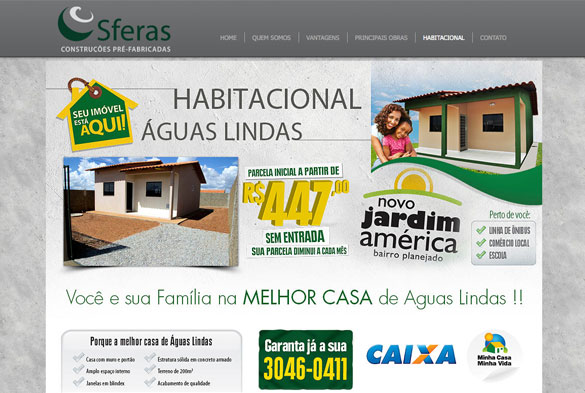 Sferas
CONSTRUCÕES PRÉ-FABRICADAS
HOME
QUEM SOMOS
VANTAGENS
PRINCIPAIS OBRAS
HABITACIONAL
CONTATO
SEU IMÓVEL
ESTÁ
AQUI!
HABITACIONAL
ÁGUAS LINDAS
PARCELA INICIAL A PARTIR DE
R$447,00
SEM ENTRADA
SUA PARCELA DIMINUI A CADA MÊS
novo
jardim
américa
bairro planejado
Perto de você:
LINHA DE ÔNIBUS
COMÉRCIO LOCAL
ESCOLA
Você e sua Família na MELHOR CASA de Aguas Lindas !!
Porque a melhor casa de Águas Lindas
Casa com muro e portão
Amplo espaço interno
Janelas em blindex
Estrutura sólida em concreto armado
Terreno de 200m²
Acabamento de qualidade
Garanta já a sua
3046-0411
CAIXA
Minha Casa
Minha Vida